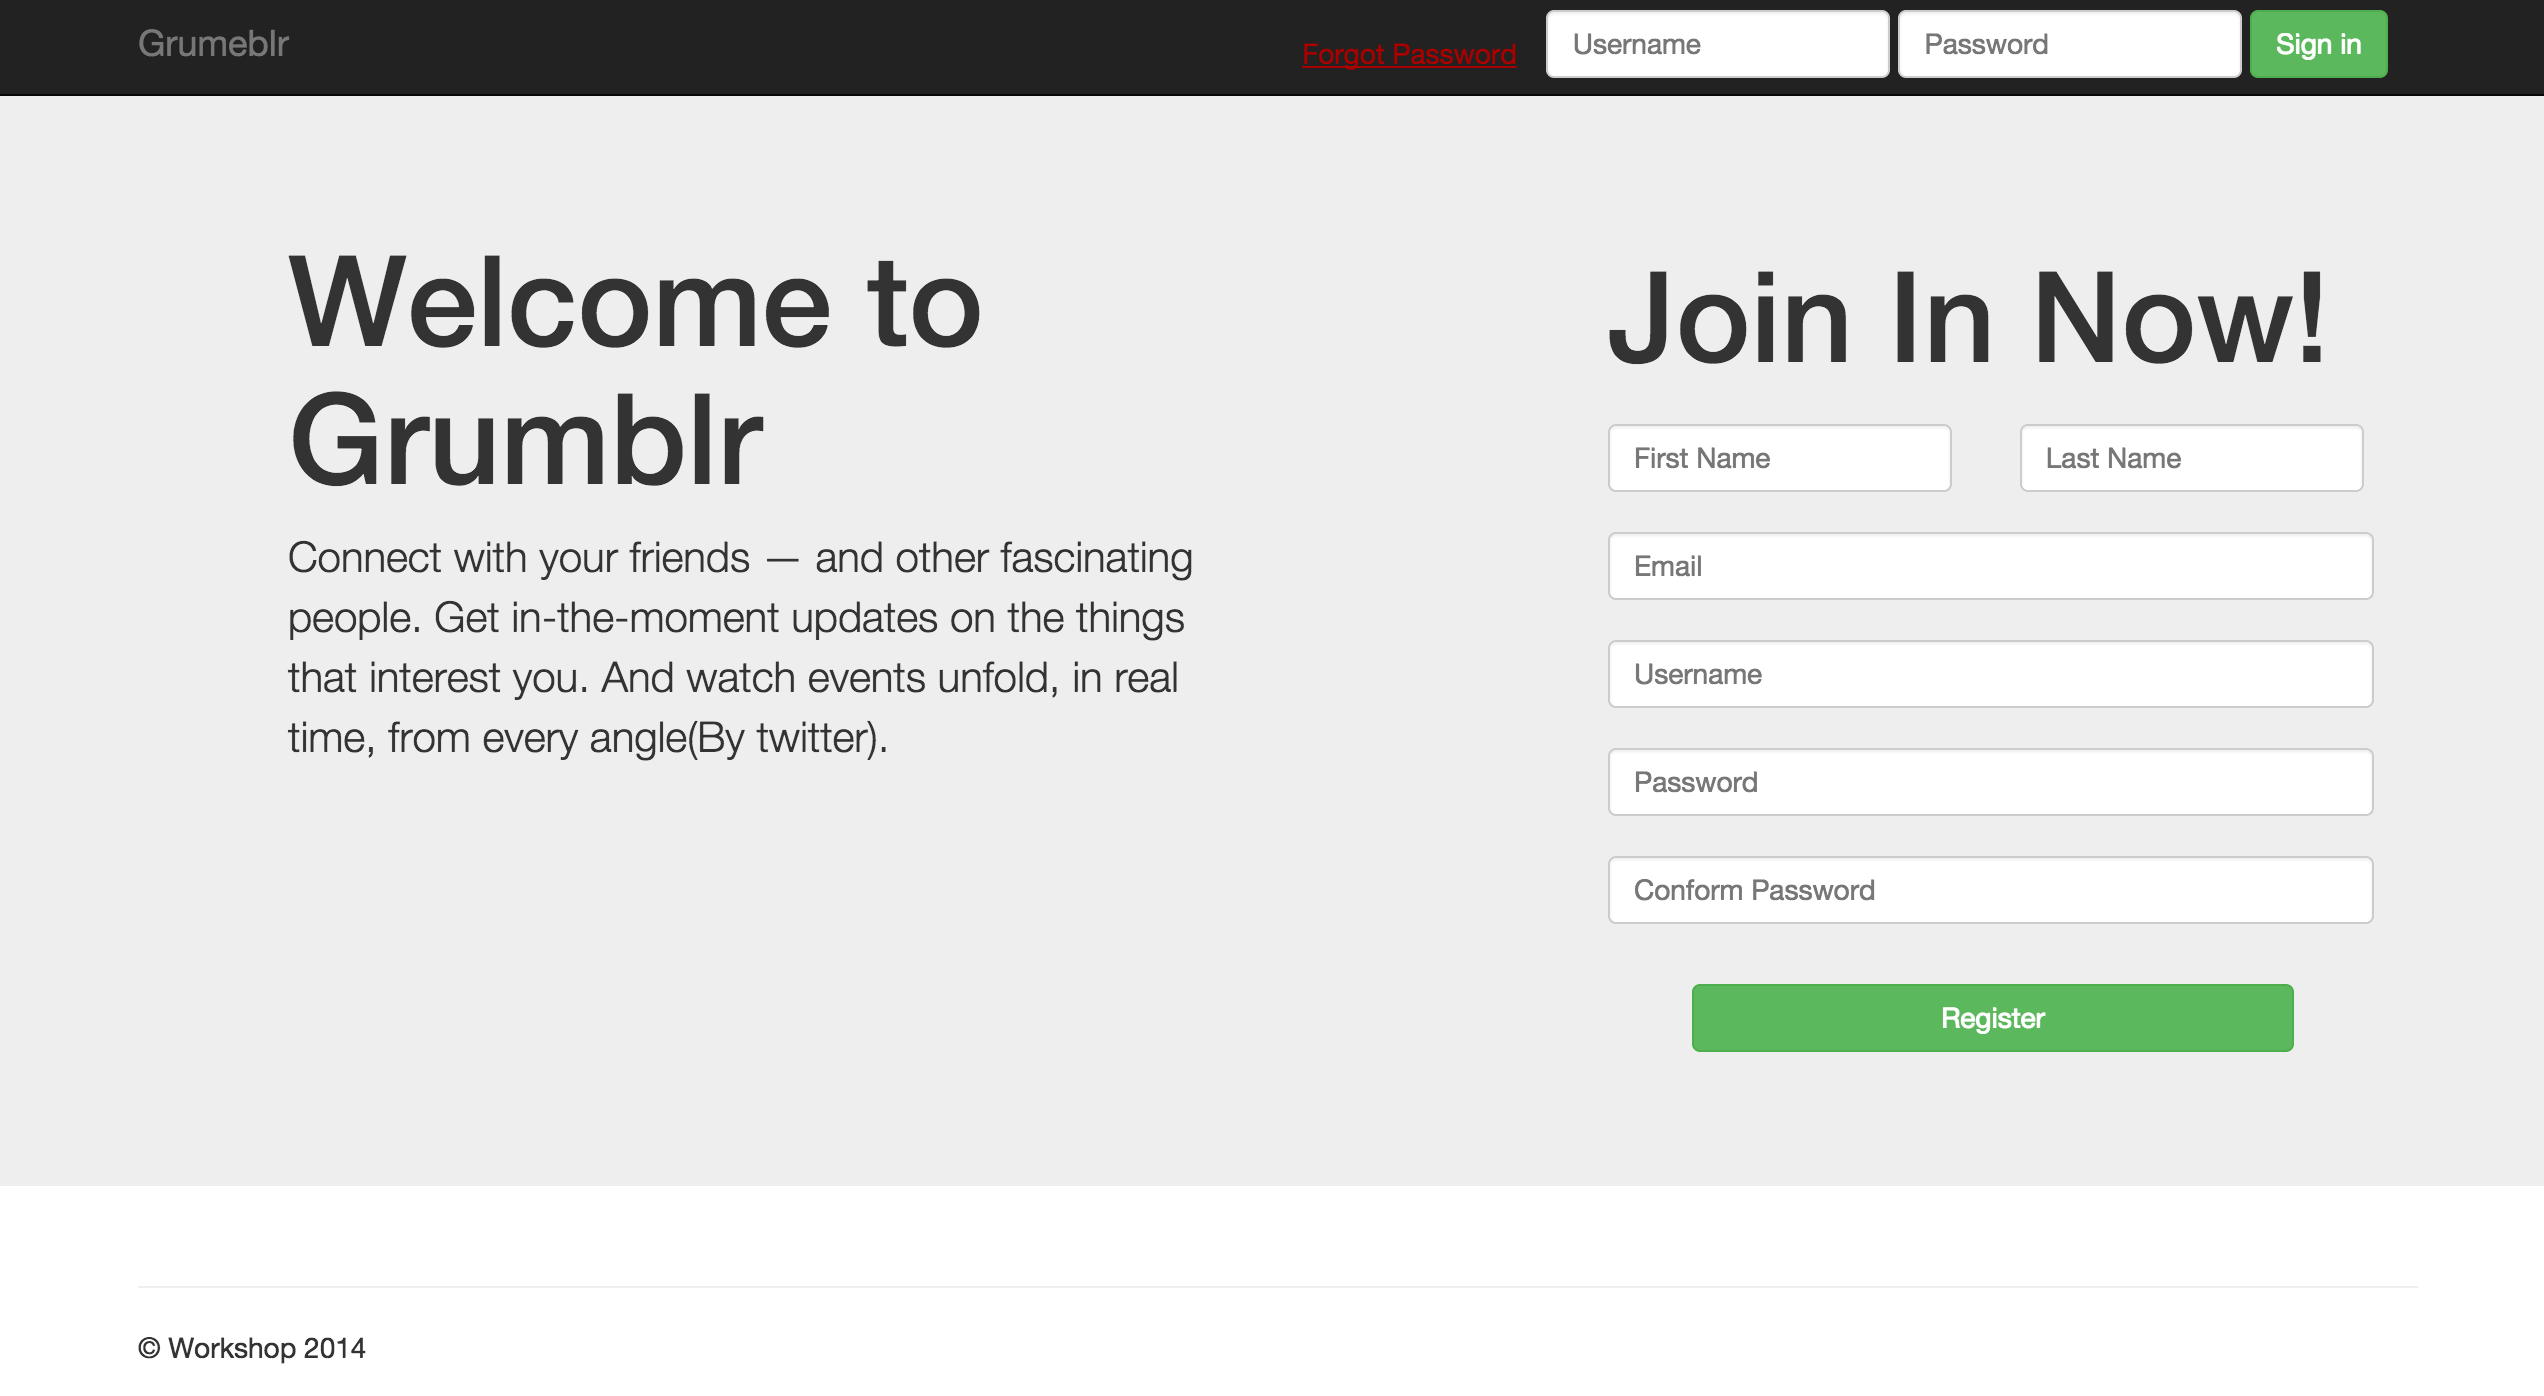 Grumeblr
Forgot Password
Username
Password
Sign in
Welcome to
Grumblr
Connect with your friends — and other fascinating
people. Get in-the-moment updates on the things
that interest you. And watch events unfold, in real
time, from every angle(By twitter).
Join In Now!
First Name
Last Name
Email
Username
Password
Conform Password
Register
© Workshop 2014